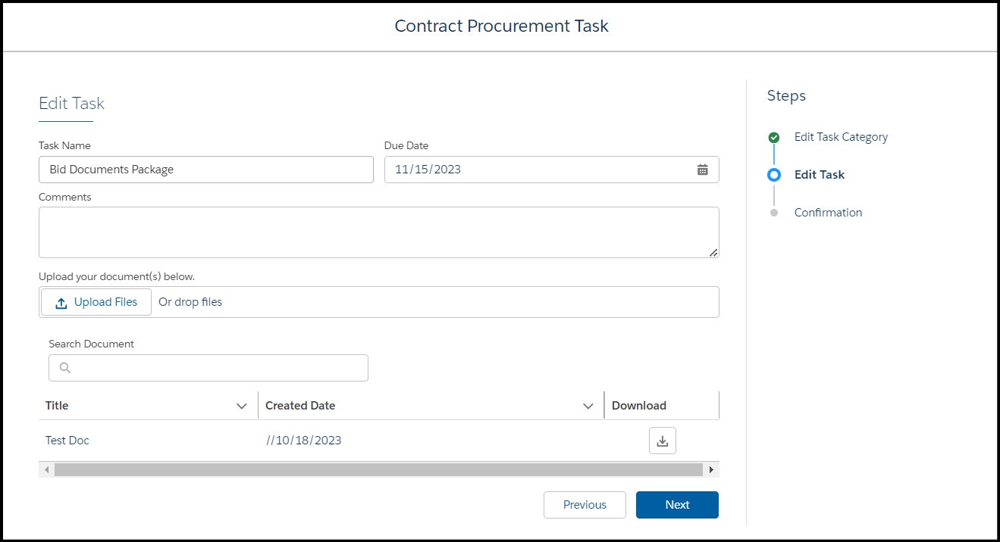 Contract Procurement Task
Edit Task
Task Name
Due Date
Bid Documents Package
11/15/2023
Comments
Upload your document(s) below.
Upload Files Or drop files
Search Document
Title Created Date Download
Test Doc //10/18/2023
Previous Next
Steps
Edit Task Category
Edit Task
Confirmation